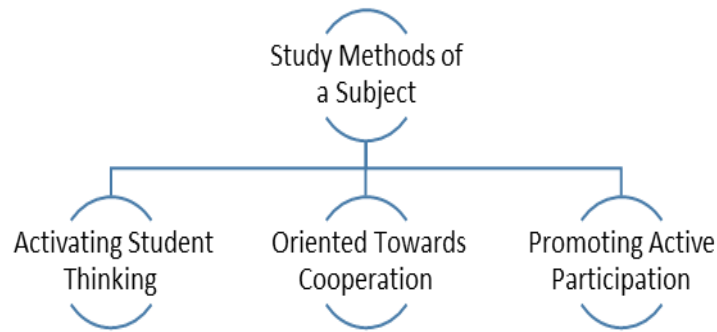 Study Methods of
a Subject
Activating Student
Thinking
Oriented Towards
Cooperation
Promoting Active
Participation